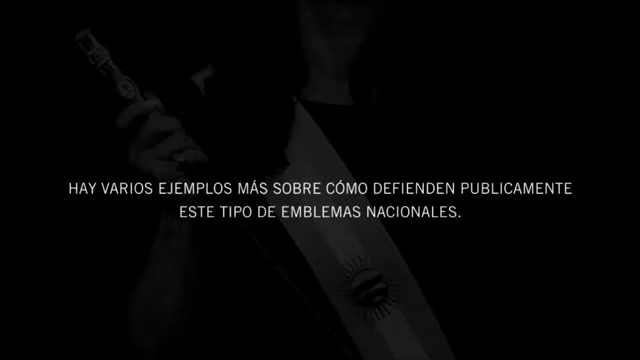 HAY VARIOS EJEMPLOS MÁS SOBRE CÓMO DEFIENDEN PUBLICAMENTE
ESTE TIPO DE EMBLEMAS NACIONALES.